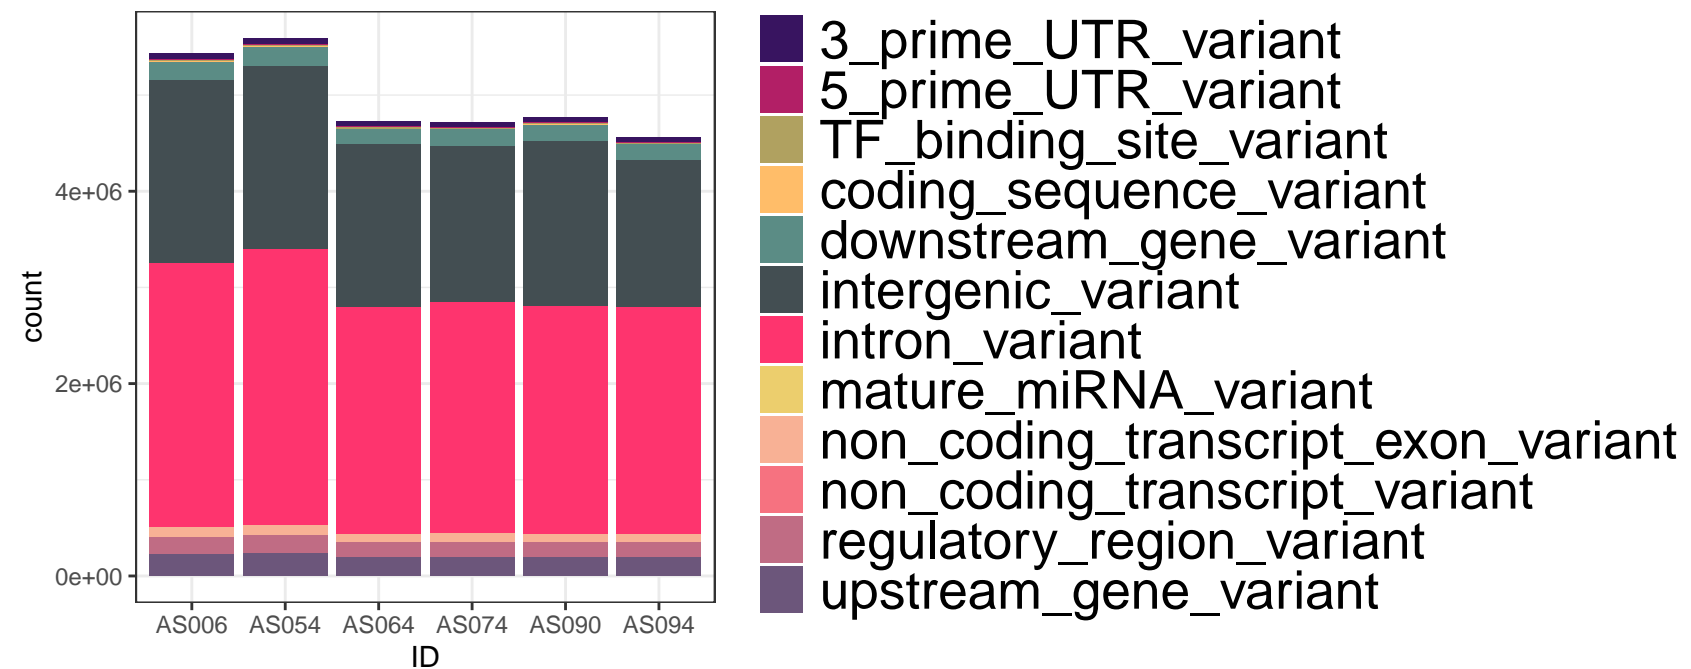 4e+06
2e+06
0e+00
count
AS006 AS054 AS064 AS074 AS090 AS094
ID
3_prime_UTR_variant
5_prime_UTR_variant
TF_binding_site_variant
coding_sequence_variant
downstream_gene_variant
intergenic_variant
intron_variant
mature_miRNA_variant
non_coding_transcript_exon_variant
non_coding_transcript_variant
regulatory_region_variant
upstream_gene_variant